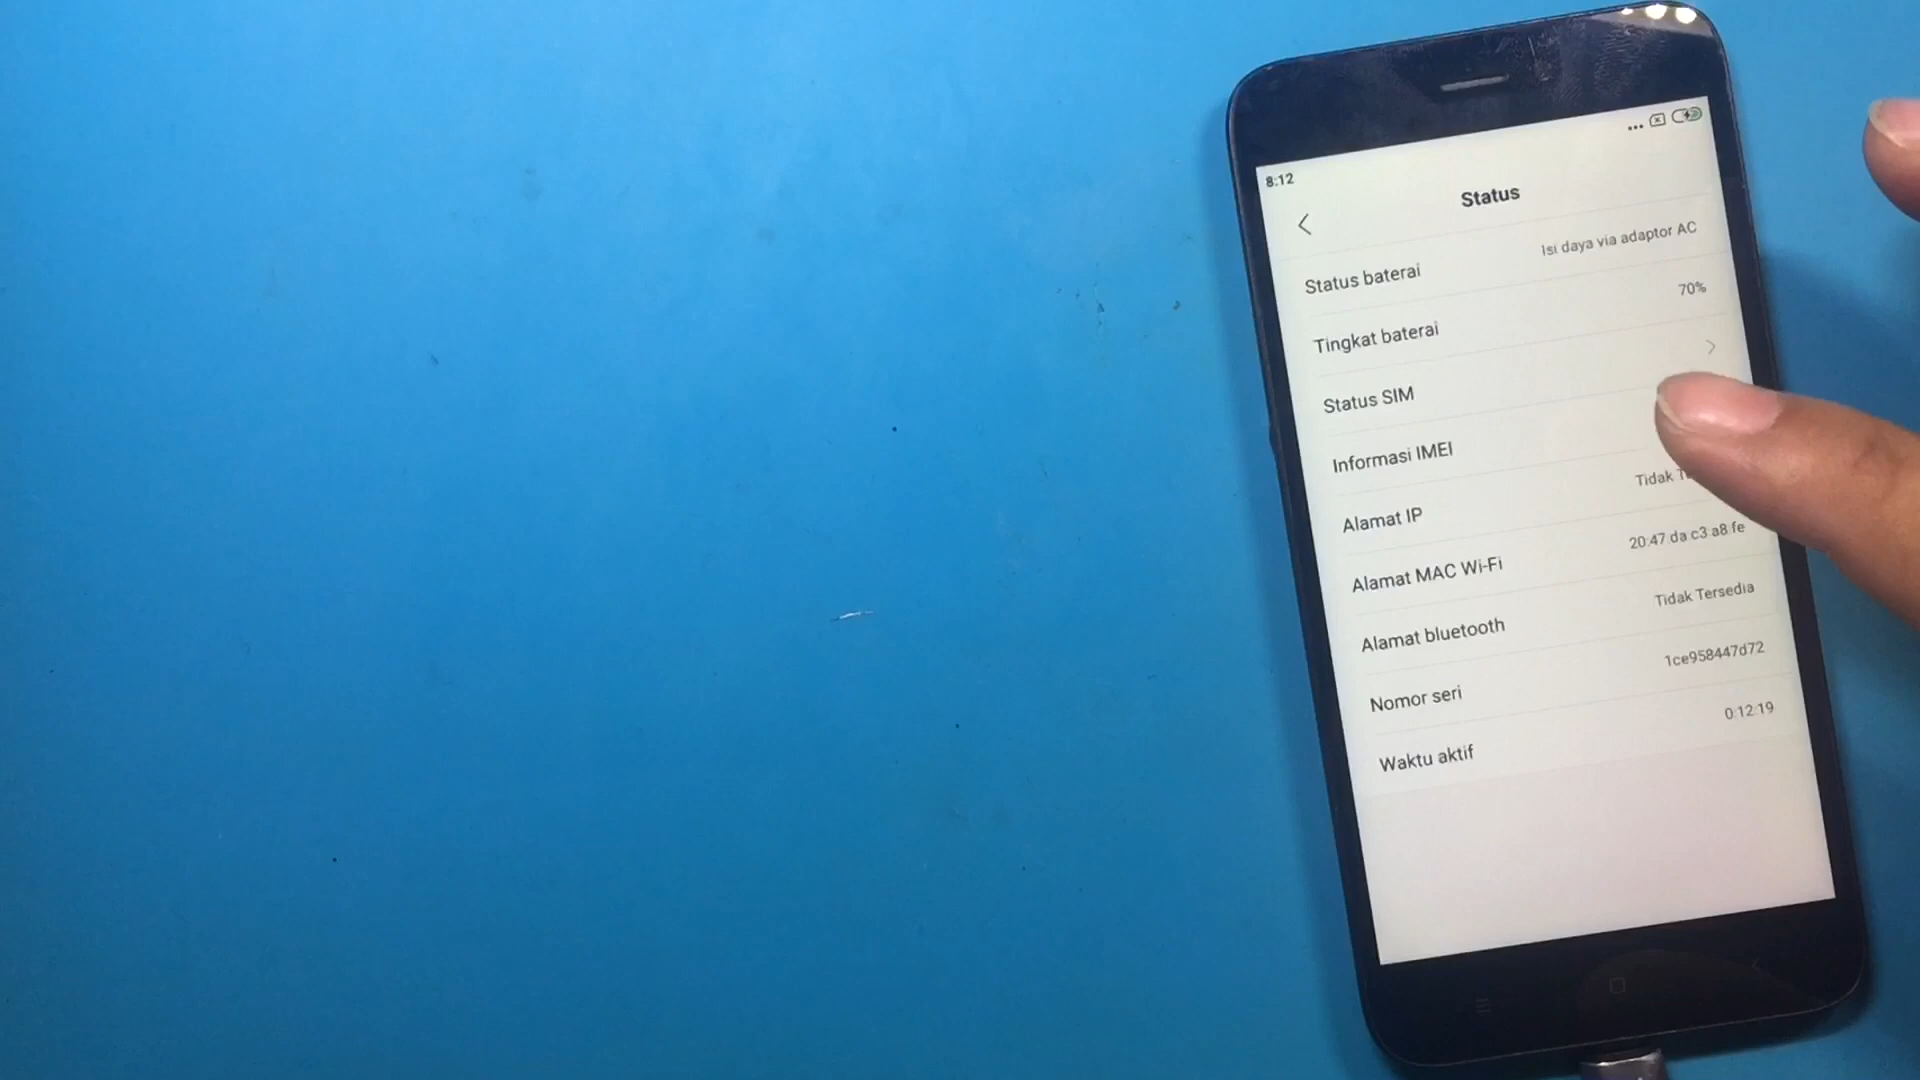 8:12
Status
Status baterai
Isi daya via adaptor AC
Tingkat baterai
70%
Status SIM
Informasi IMEI
Alamat IP
Tidak
Alamat MAC Wi-Fi
20:47:da:c3:a8:fe
Alamat bluetooth
Tidak Tersedia
Nomor seri
1ce958447d72
Waktu aktif
0:12:19